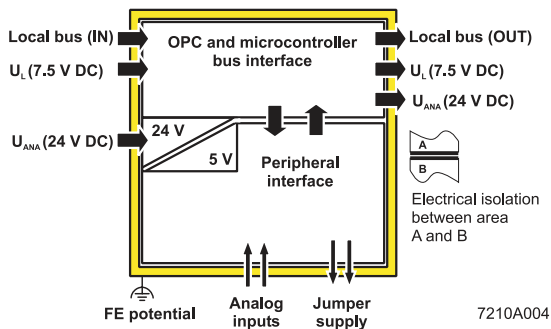 Local bus (IN)
OPC and microcontroller
bus interface
Local bus (OUT)
UL (7.5 V DC)
UL (7.5 V DC)
UANA (24 V DC)
UANA (24 V DC)
24 V
5 V
Peripheral
interface
A
B
Electrical isolation
between area
A and B
FE potential
Analog
inputs
Jumper
supply
7210A004